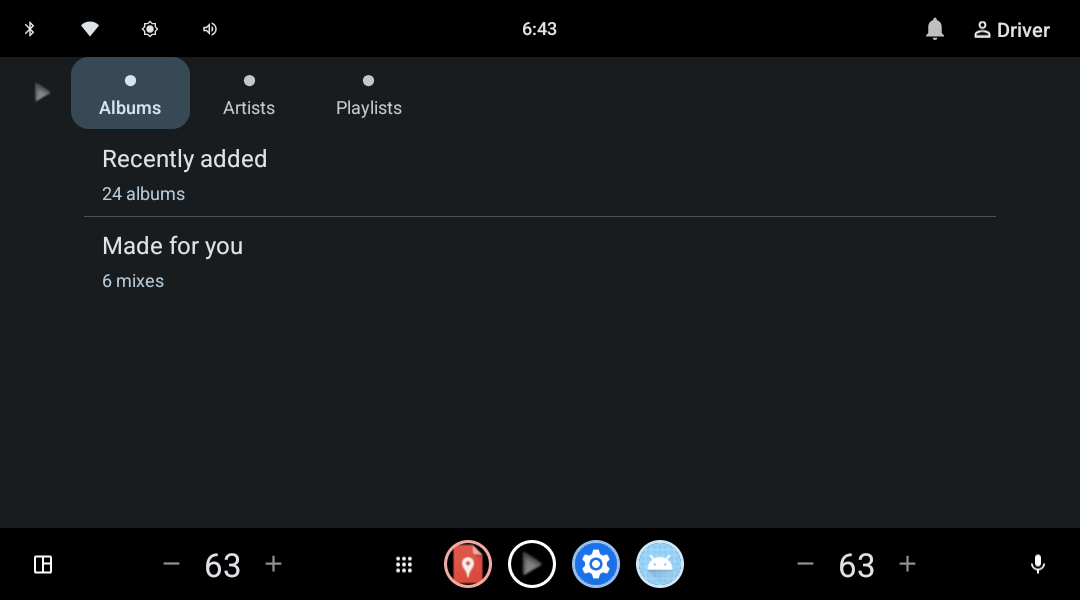 6:43
Driver
Albums
Artists
Playlists
Recently added
24 albums
Made for you
6 mixes
63
63